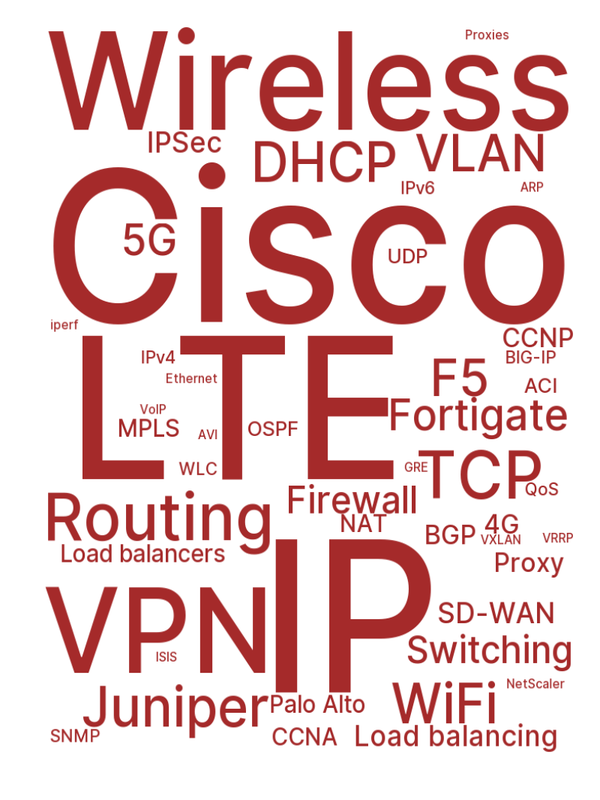 Proxies
Wireless
IPSec
DHCP
VLAN
IPv6
ARP
Cisco
5G
UDP
iperf
LTE
CCNP
IPv4
BIG-IP
Ethernet
F5
ACI
VoIP
Fortigate
MPLS
AVI
OSPF
WLC
GRE
TCP
QoS
Routing
Firewall
NAT
4G
BGP
VXLAN
VRRP
Load balancers
Proxy
IP
VPN
SD-WAN
ISIS
Switching
NetScaler
Juniper
Palo Alto
WiFi
SNMP
CCNA
Load balancing